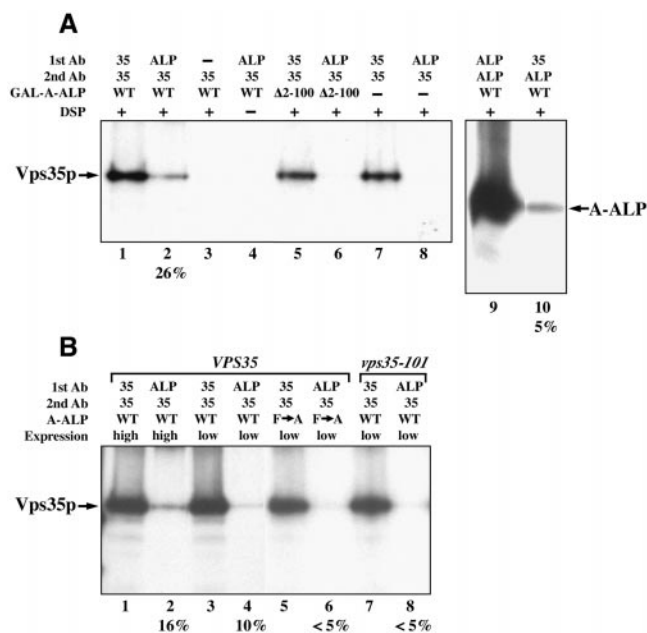 A
1st Ab 35 ALP – ALP 35 ALP 35 ALP ALP 35
2nd Ab 35 35 35 35 35 35 35 35 ALP ALP
GAL-A-ALP WT WT WT WT Δ2-100 Δ2-100 – – WT WT
DSP + + + – + + + + + +
Vps35p
A-ALP
1 2 3 4 5 6 7 8 9 10
26% 5%
B
VPS35 vps35-101
1st Ab 35 ALP 35 ALP 35 ALP 35 ALP
2nd Ab 35 35 35 35 35 35 35 35
A-ALP WT WT WT WT F➔A F➔A WT WT
Expression high high low low low low low low
Vps35p
1 2 3 4 5 6 7 8
16% 10% < 5% < 5%